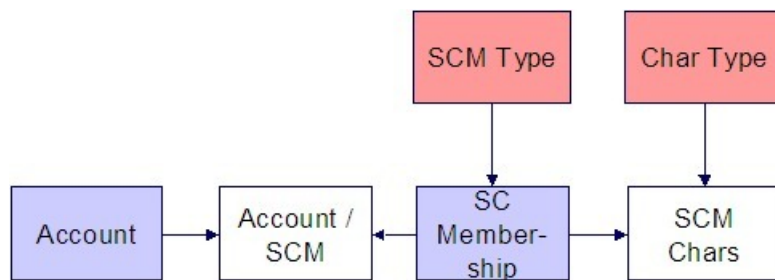 SCM Type
Char Type
Account
Account /
SCM
SC
Member-
ship
SCM
Chars